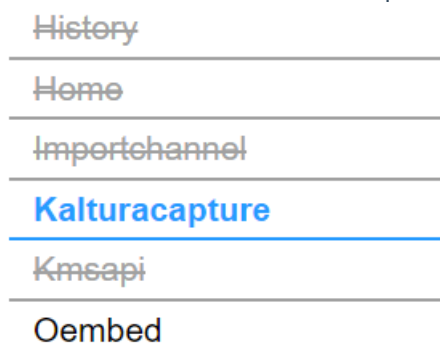 History
Home
Importchannel
Kalturacapture
Kmsapi
Oembed